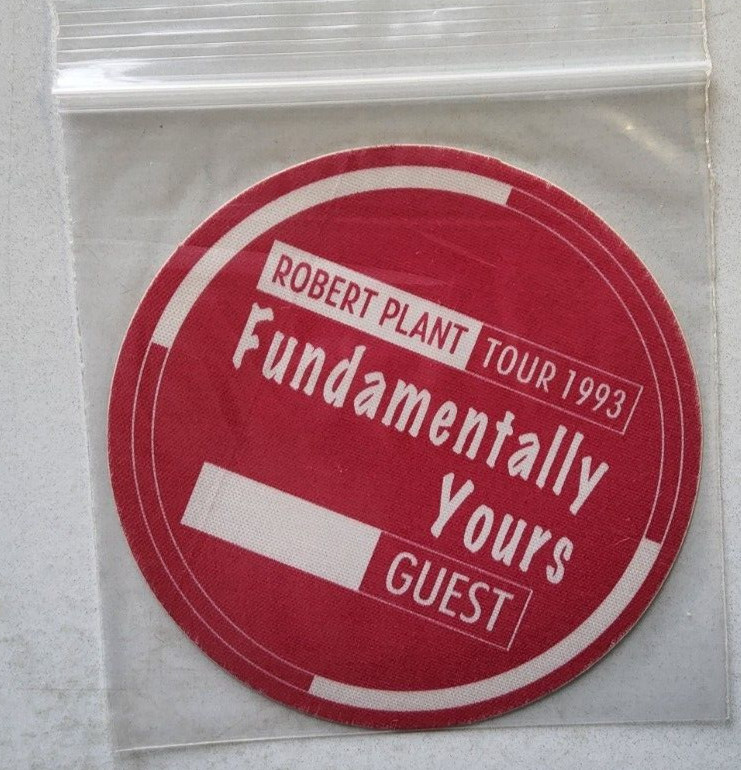 ROBERT PLANT TOUR 1993
Fundamentally
Yours
GUEST